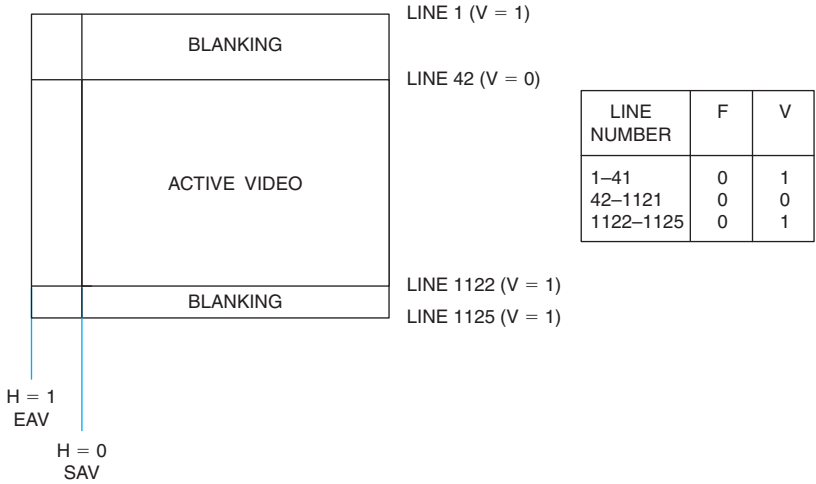 LINE 1 (V = 1)
BLANKING
LINE 42 (V = 0)
ACTIVE VIDEO
LINE 1122 (V = 1)
BLANKING
LINE 1125 (V = 1)
H = 1
EAV
H = 0
SAV
LINE NUMBER F V
1–41 0 1
42–1121 0 0
1122–1125 0 1